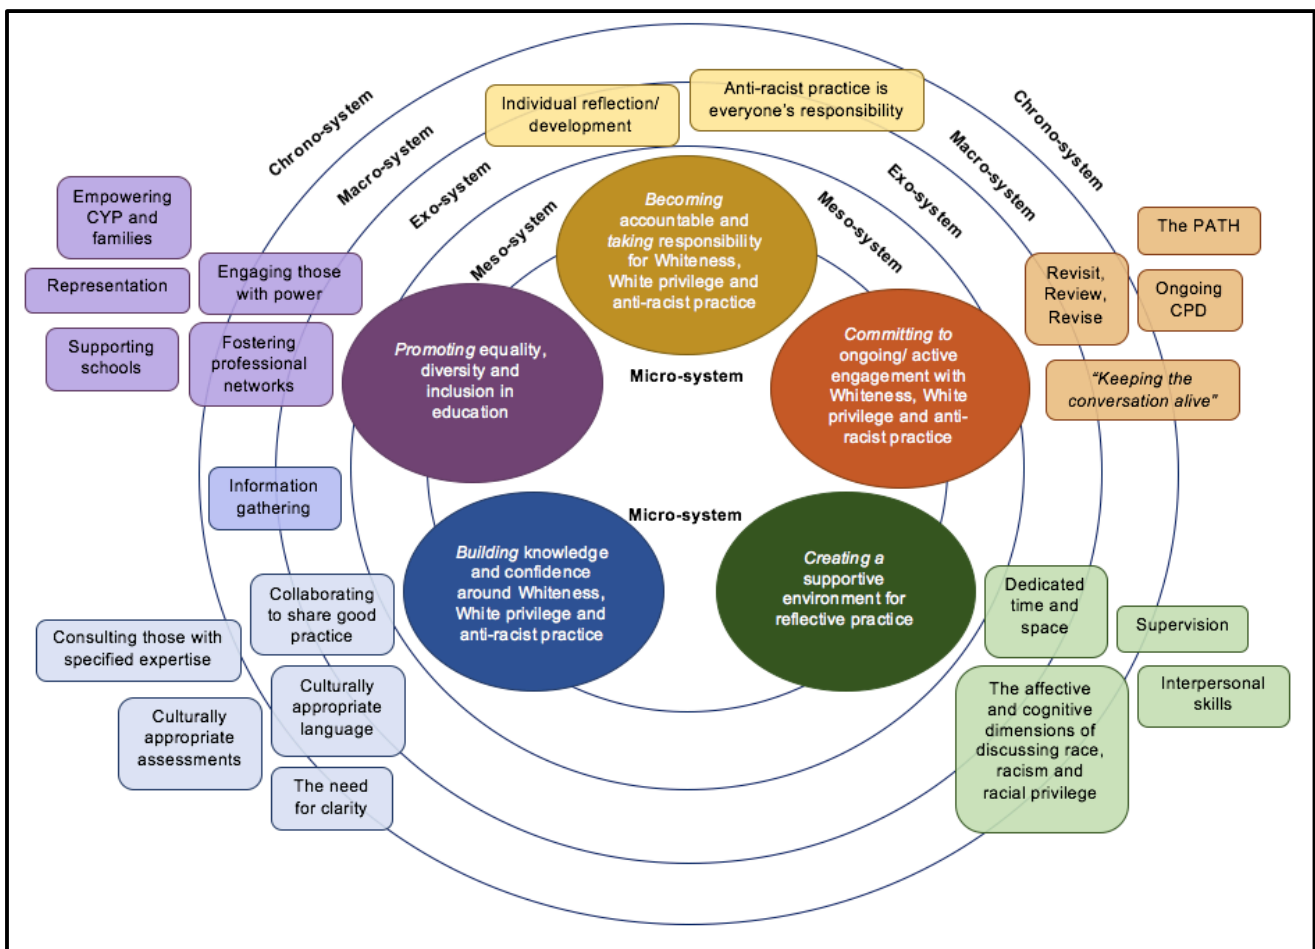 Chrono-system
Macro-system
Exo-system
Meso-system
Individual reflection/
development
Anti-racist practice is
everyone's responsibility
Chrono-system
Macro-system
Exo-system
Meso-system
Becoming
accountable and
taking responsibility
for Whiteness,
White privilege and
anti-racist practice
Empowering
CYP and
families
Representation
Engaging those
with power
Supporting
schools
Fostering
professional
networks
Promoting equality,
diversity and
inclusion in
education
Micro-system
Committing to
ongoing/ active
engagement with
Whiteness, White
privilege and anti-
racist practice
The PATH
Revisit,
Review,
Revise
Ongoing
CPD
“Keeping the
conversation alive”
Information
gathering
Micro-system
Building knowledge
and confidence
around Whiteness,
White privilege and
anti-racist practice
Creating a
supportive
environment for
reflective practice
Collaborating
to share good
practice
Consulting those with
specified expertise
Culturally
appropriate
language
Culturally
appropriate
assessments
The need
for clarity
Dedicated
time and
space
Supervision
Interpersonal
skills
The affective
and cognitive
dimensions of
discussing race,
racism and
racial privilege